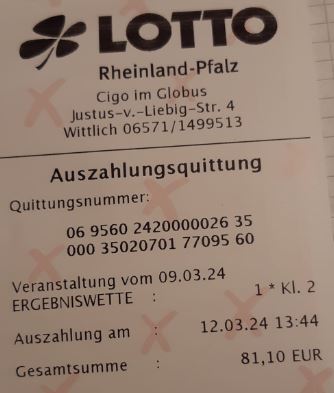 LOTTO
Rheinland-Pfalz
Cigo im Globus
Justus-v.-Liebig-Str. 4
Wittlich 06571/1499513
Auszahlungsquittung
Quittungsnummer:
06 9560 2420000026 35
000 35020701 77095 60
Veranstaltung vom 09.03.24
ERGEBNISWETTE : 1 * Kl. 2
Auszahlung am : 12.03.24 13:44
Gesamtsumme : 81,10 EUR